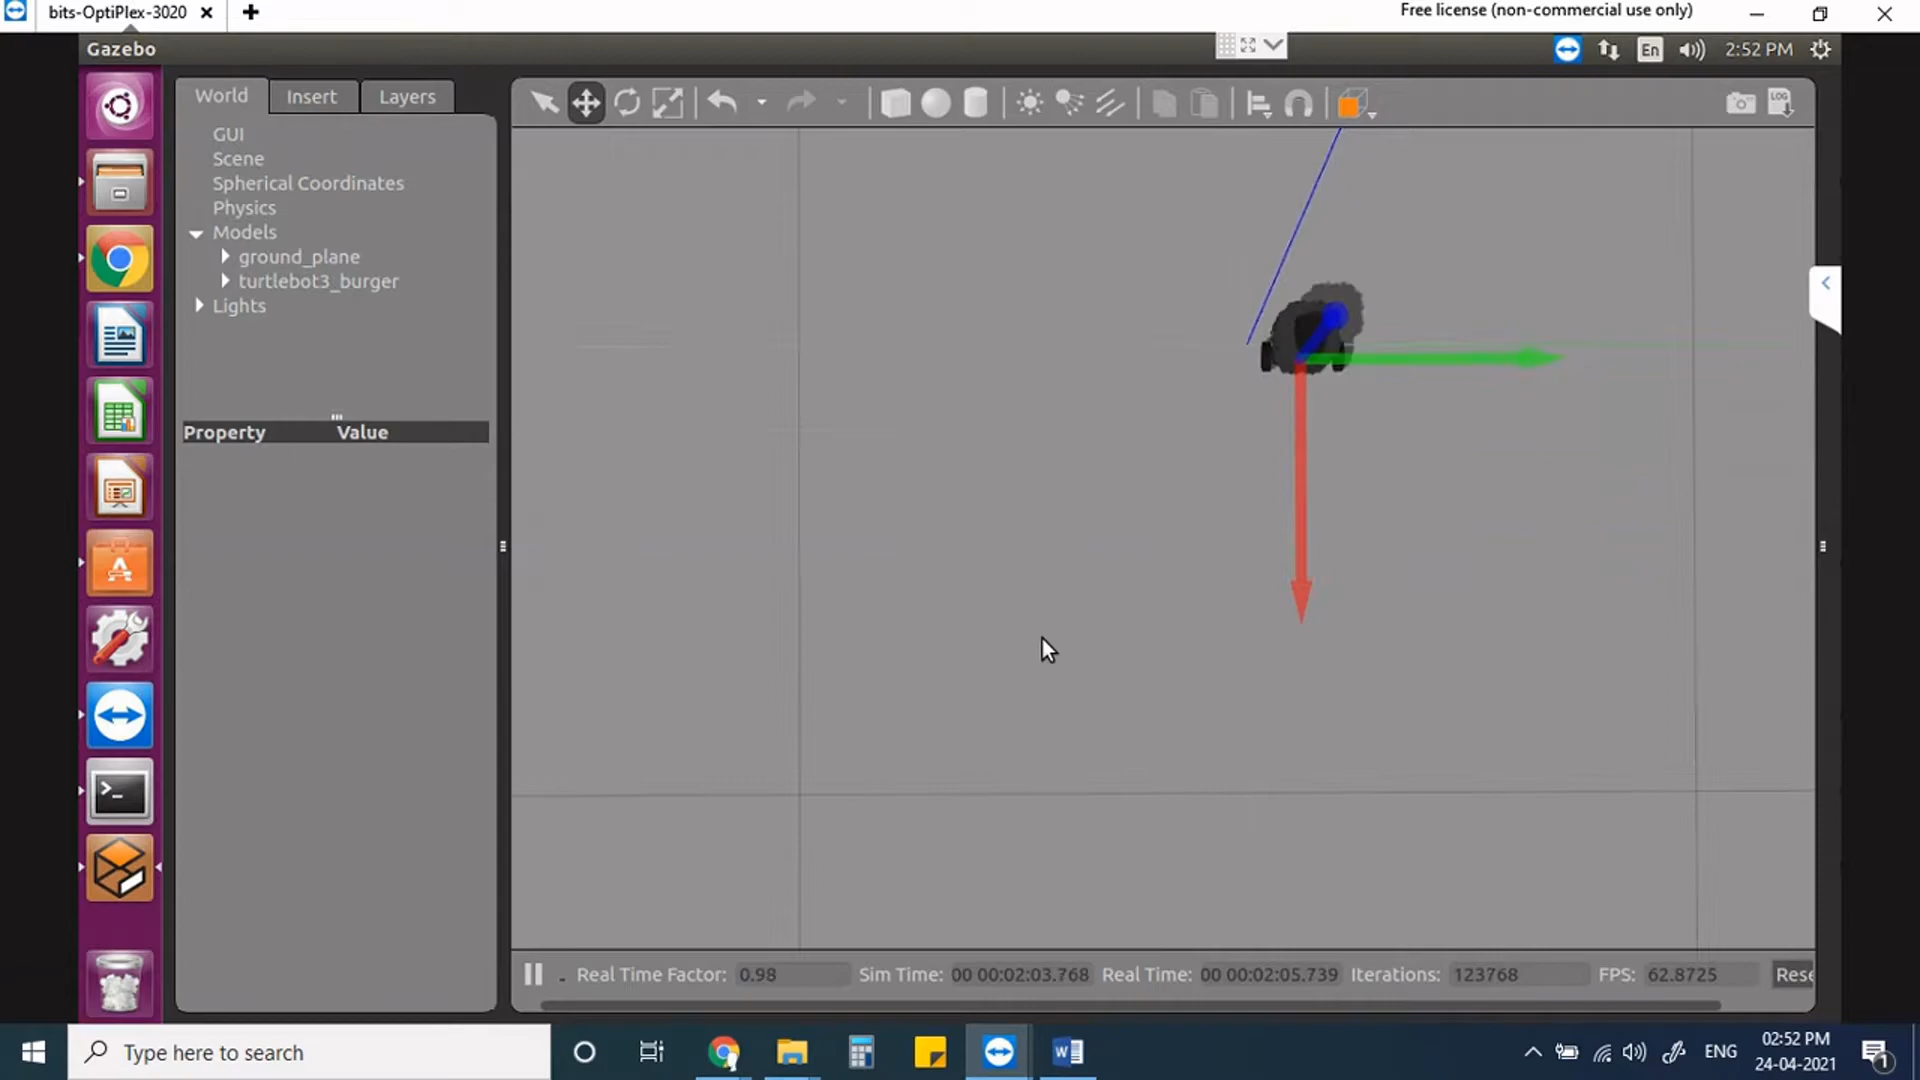 bits-OptiPlex-3020
Free license (non-commercial use only)
Gazebo
En
2:52 PM
World Insert Layers
LOG
GUI
Scene
Spherical Coordinates
Physics
Models
ground_plane
turtlebot3_burger
Lights
Property Value
Real Time Factor: 0.98 Sim Time: 00 00:02:03.768 Real Time: 00 00:02:05.739 Iterations: 123768 FPS: 62.8725 Rese
Type here to search
ENG
02:52 PM
24-04-2021
1